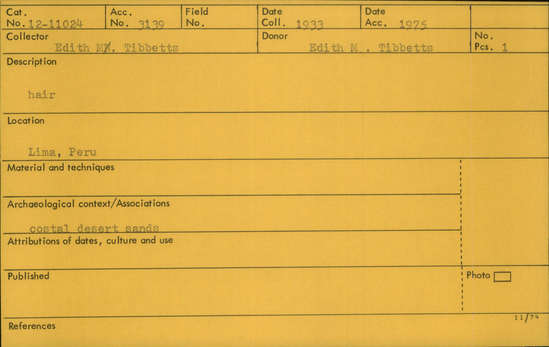 Cat. Acc. Field Date Date
No. 12-11024 No. 3139 No. Coll. 1933 Acc. 1975
Collector Donor No.
Edith M. Tibbetts Edith M . Tibbetts Pcs. 1
Description
hair
Location
Lima, Peru
Material and techniques
Archaeological context/Associations
costal desert sands
Attributions of dates, culture and use
Published Photo
11/74
References